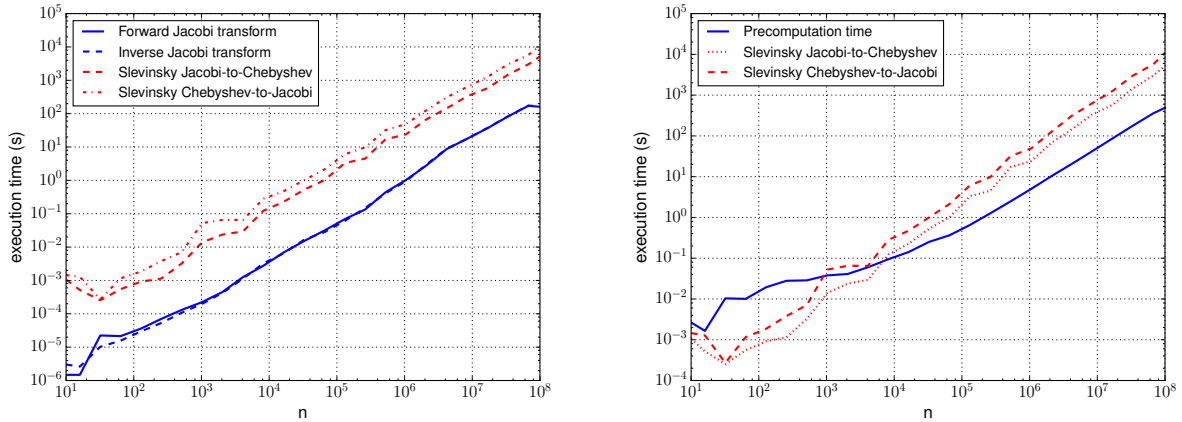 Forward Jacobi transform
Inverse Jacobi transform
Slevinsky Jacobi-to-Chebyshev
Slevinsky Chebyshev-to-Jacobi
execution time (s)
10^5
10^4
10^3
10^2
10^1
10^0
10^-1
10^-2
10^-3
10^-4
10^-5
10^-6
10^1 10^2 10^3 10^4 10^5 10^6 10^7 10^8
n
Precomputation time
Slevinsky Jacobi-to-Chebyshev
Slevinsky Chebyshev-to-Jacobi
execution time (s)
10^5
10^4
10^3
10^2
10^1
10^0
10^-1
10^-2
10^-3
10^-4
10^1 10^2 10^3 10^4 10^5 10^6 10^7 10^8
n